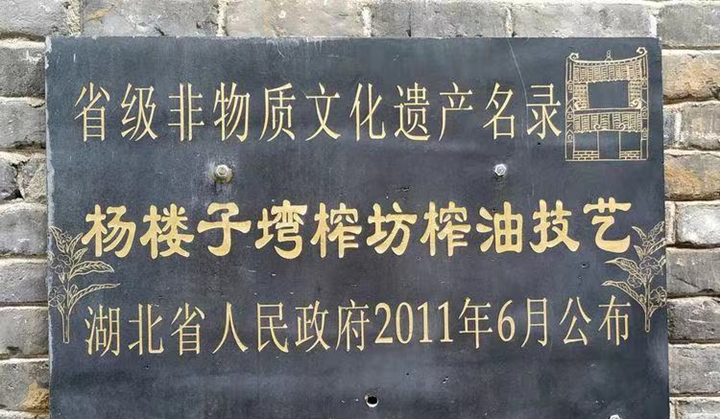 省级非物质文化遗产名录
杨楼子塆榨坊榨油技艺
湖北省人民政府2011年6月公布